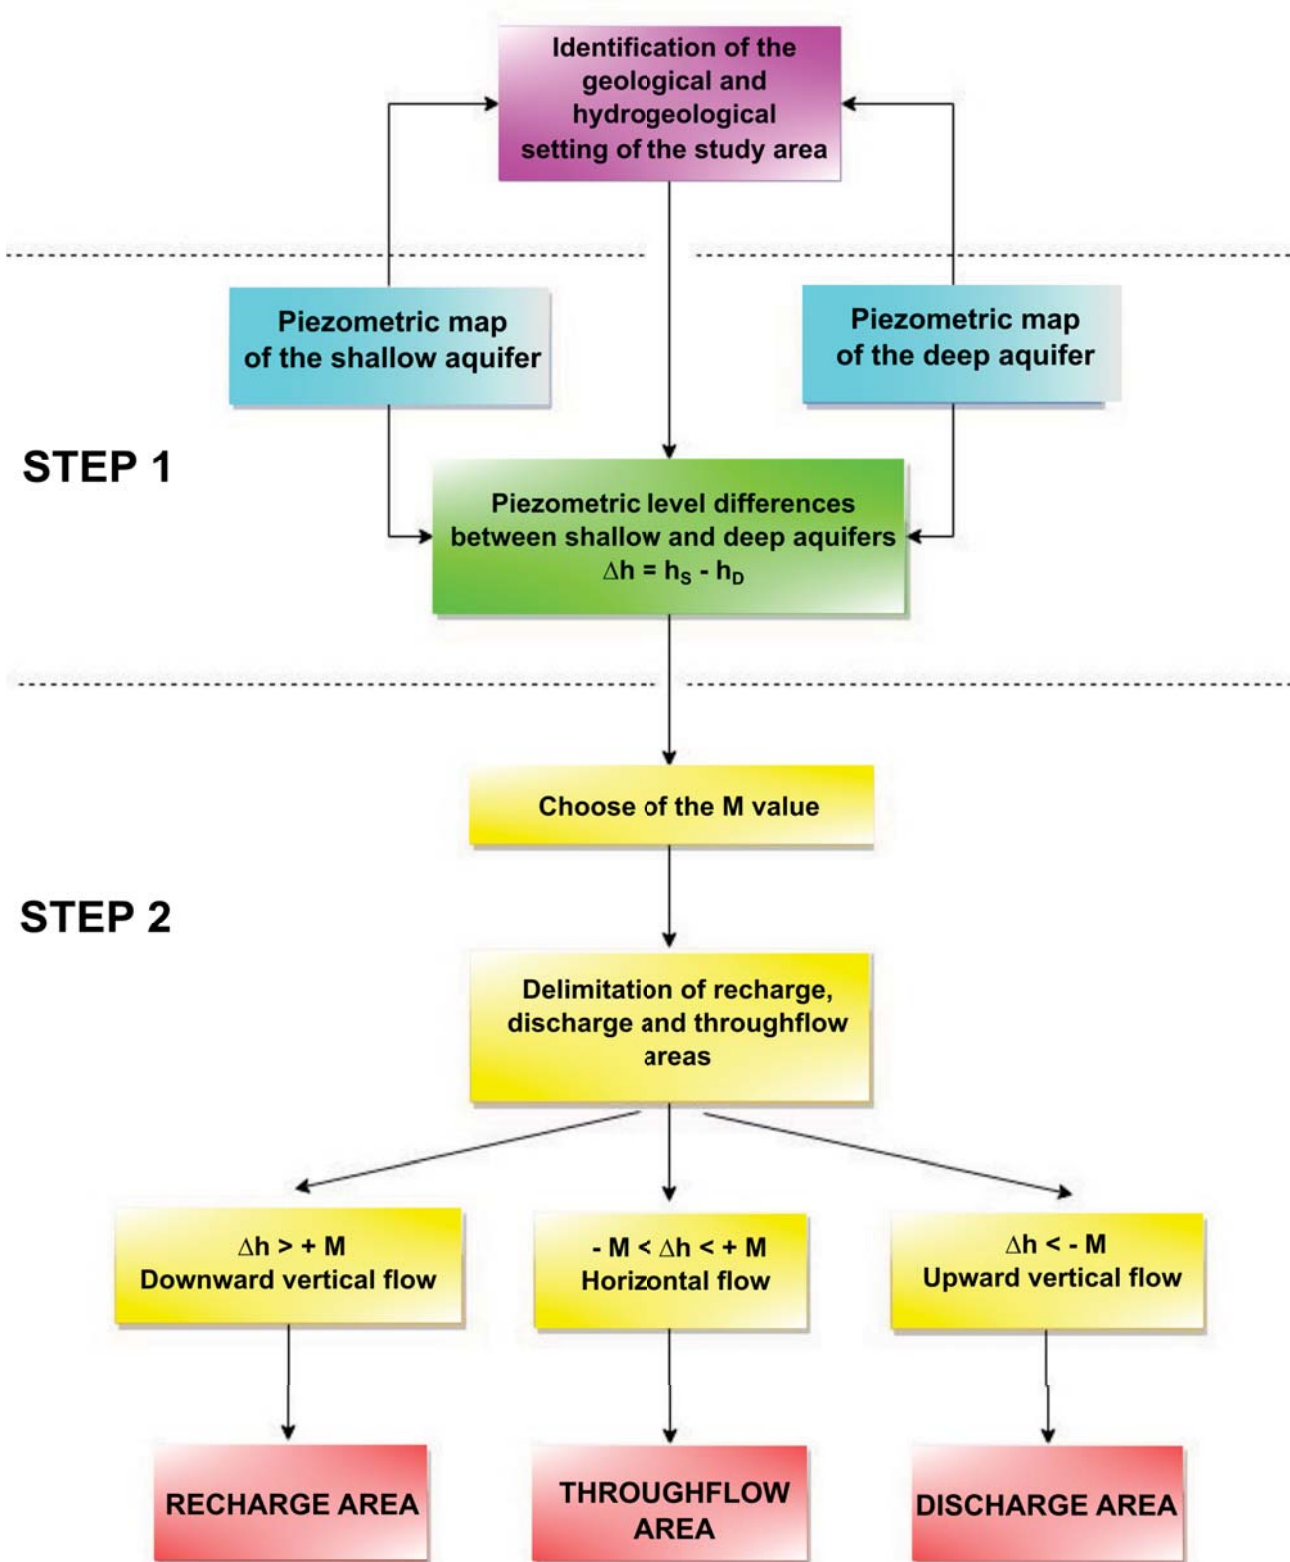 Identification of the
geological and
hydrogeological
setting of the study area
Piezometric map
of the shallow aquifer
Piezometric map
of the deep aquifer
STEP 1
Piezometric level differences
between shallow and deep aquifers
Δh = hS - hD
Choose of the M value
STEP 2
Delimitation of recharge,
discharge and throughflow
areas
Δh > + M
Downward vertical flow
- M < Δh < + M
Horizontal flow
Δh < - M
Upward vertical flow
RECHARGE AREA
THROUGHFLOW
AREA
DISCHARGE AREA